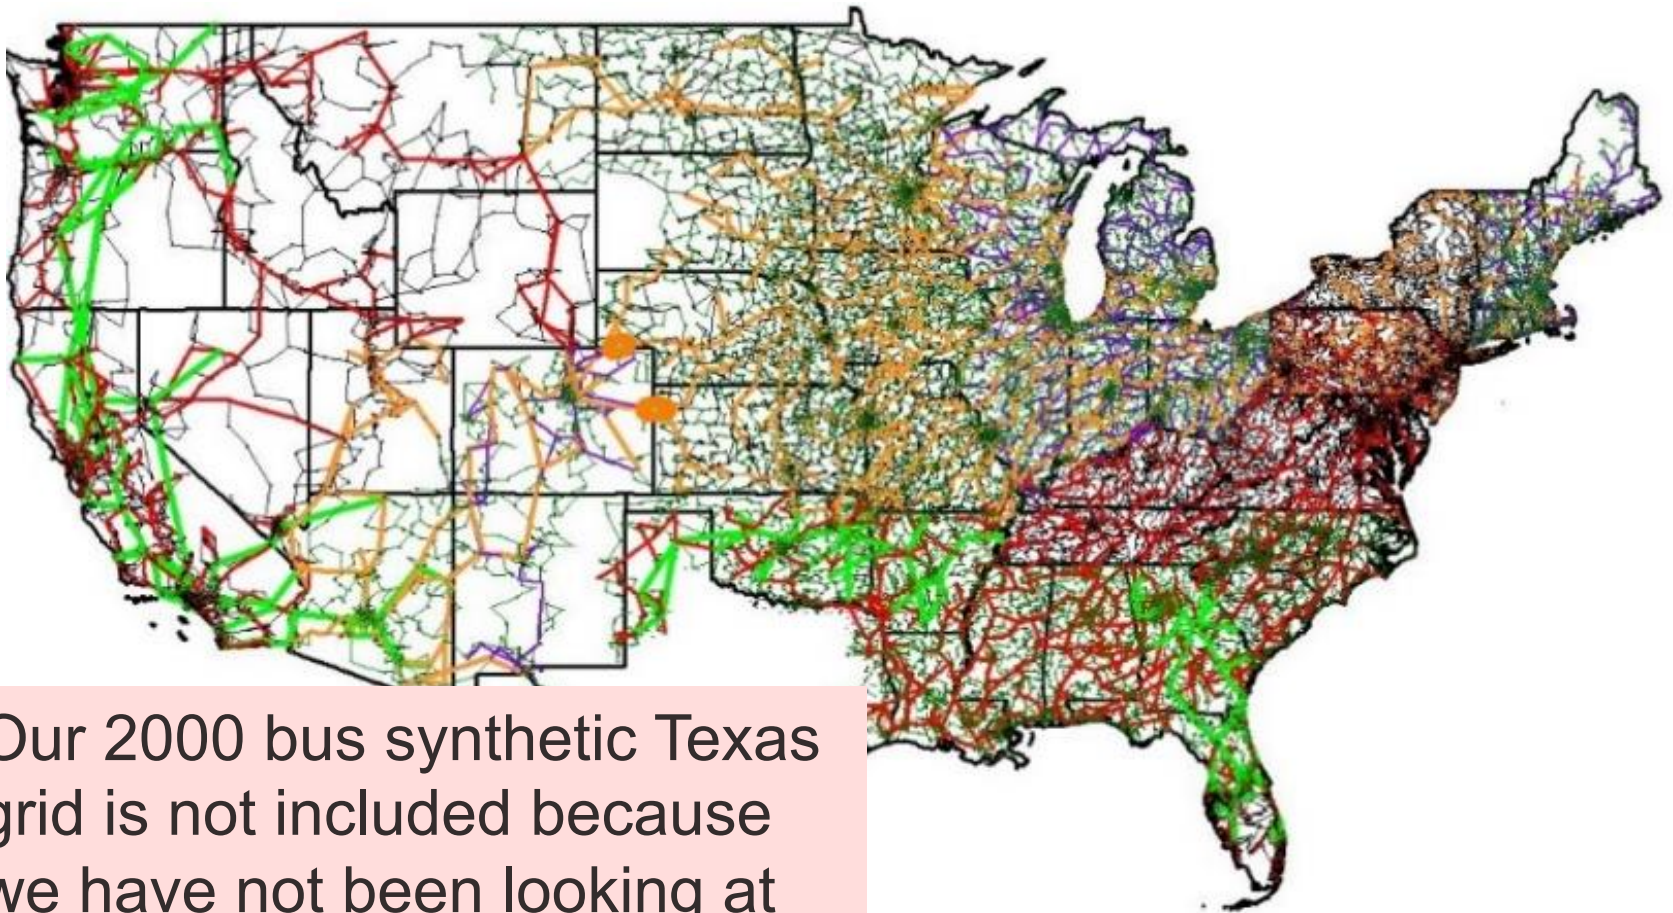 Our 2000 bus synthetic Texas
grid is not included because
we have not been looking at